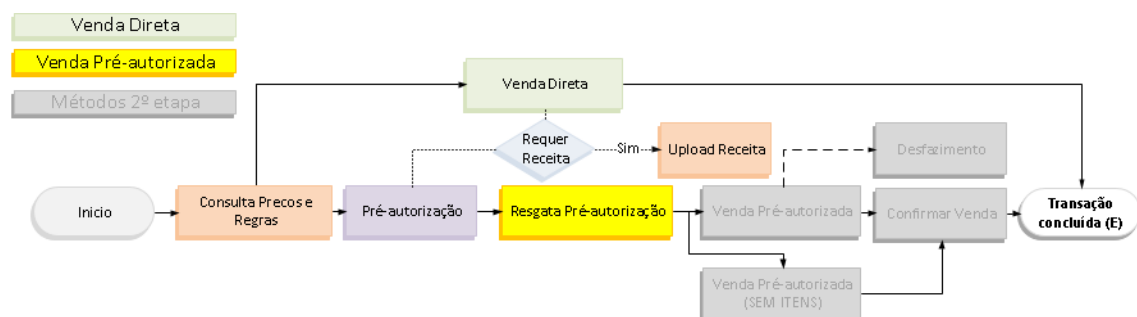 Venda Direta
Venda Pré-autorizada
Métodos 2º etapa
Venda Direta
Requer
Receita
Sim
Upload Receita
Desfazimento
Inicio
Consulta Precos e
Regras
Pré-autorização
Resgata Pré-autorização
Venda Pré-autorizada
Confirmar Venda
Transação
concluída (E)
Venda Pré-autorizada
(SEM ITENS)